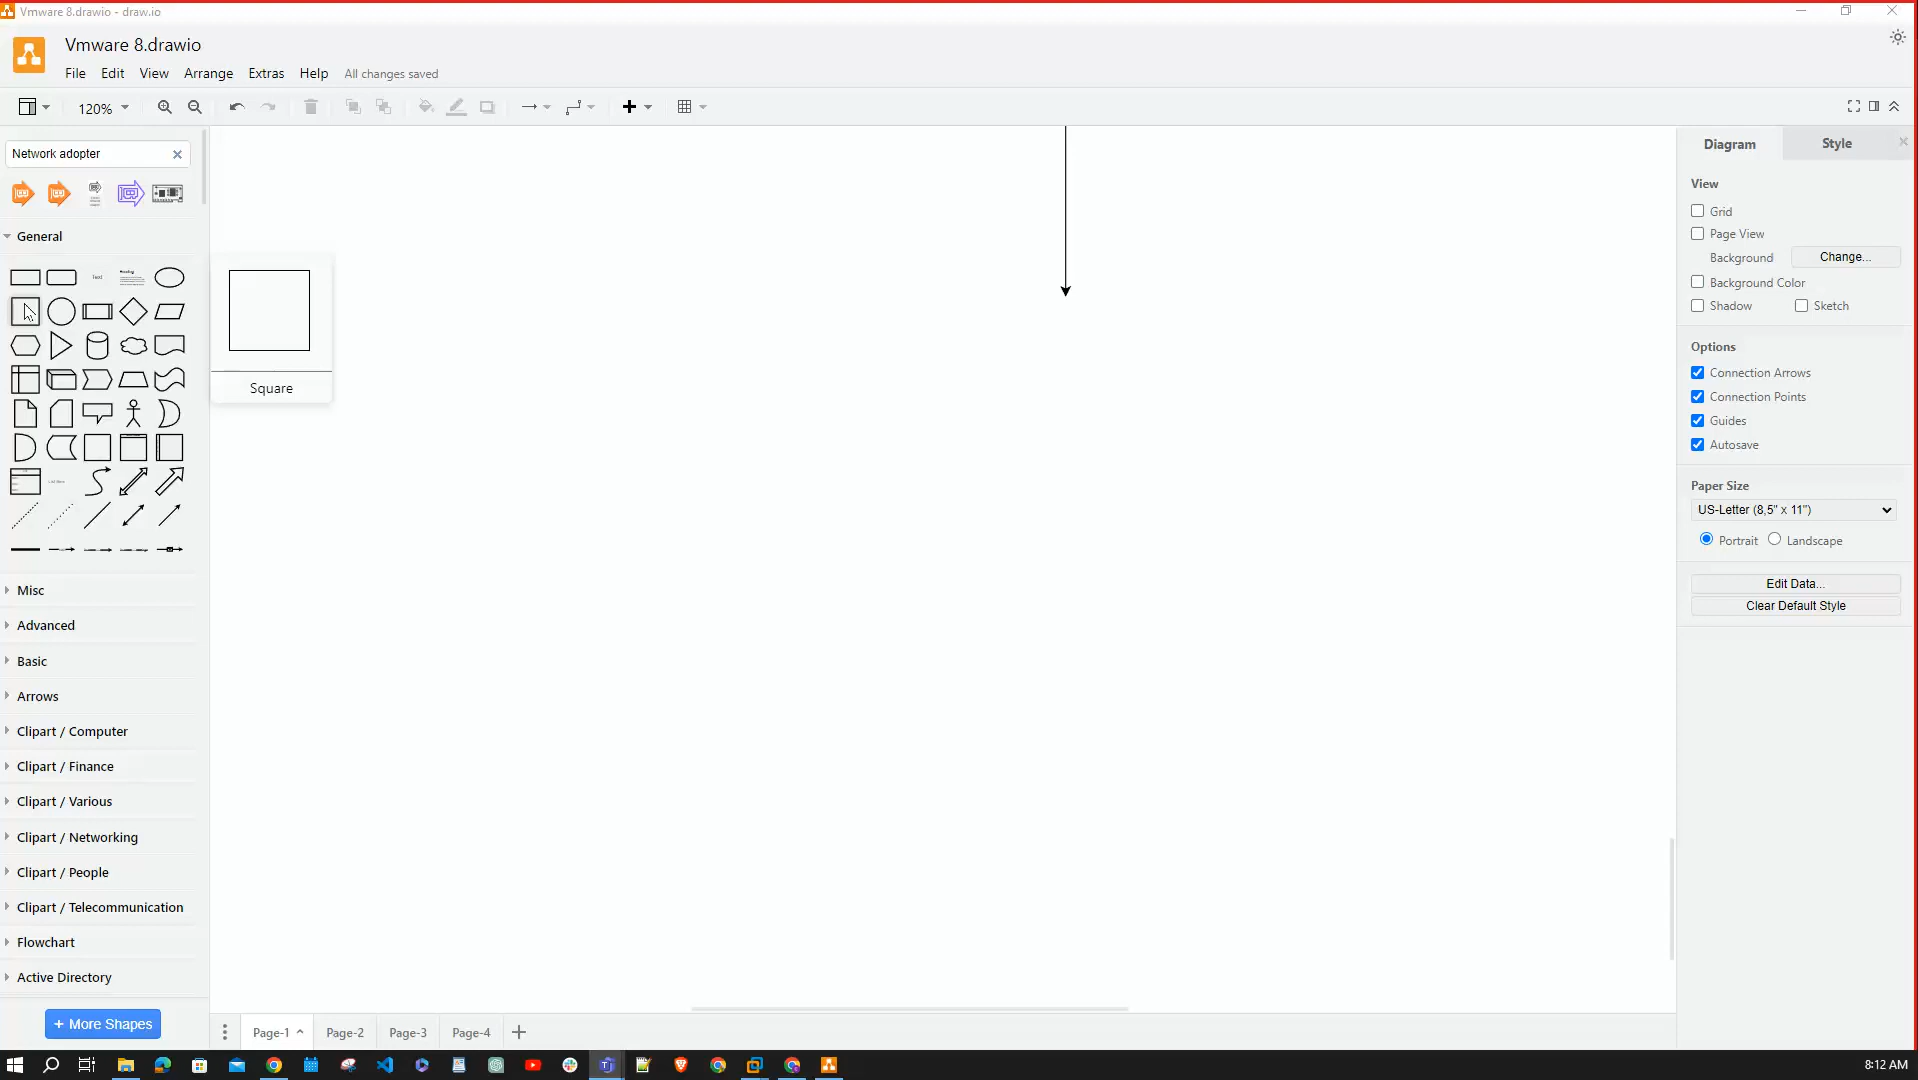 Vmware 8.drawio - draw.io
Vmware 8.drawio
File Edit View Arrange Extras Help All changes saved
120%
Network adopter
General
Text
Heading
List Item
Square
Misc
Advanced
Basic
Arrows
Clipart / Computer
Clipart / Finance
Clipart / Various
Clipart / Networking
Clipart / People
Clipart / Telecommunication
Flowchart
Active Directory
+ More Shapes
Page-1 Page-2 Page-3 Page-4
Diagram Style
View
Grid
Page View
Background Change...
Background Color
Shadow Sketch
Options
Connection Arrows
Connection Points
Guides
Autosave
Paper Size
US-Letter (8,5" x 11")
Portrait Landscape
Edit Data...
Clear Default Style
8:12 AM